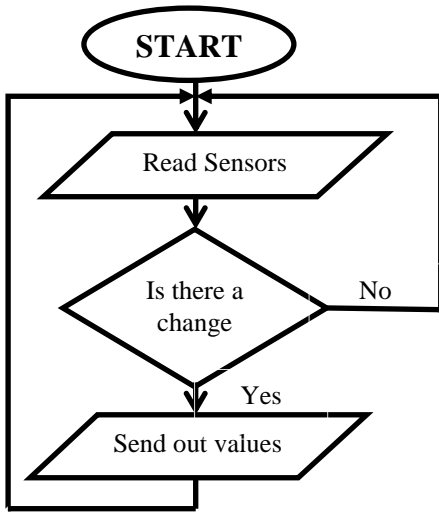 START
Read Sensors
Is there a
change
No
Yes
Send out values